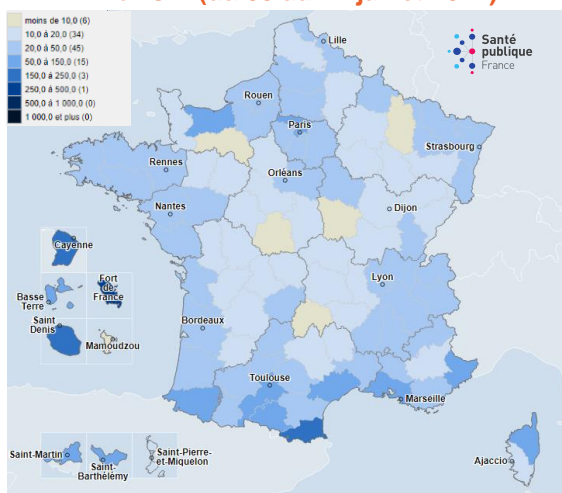 moins de 10,0 (6)
10,0 à 20,0 (34)
20,0 à 50,0 (45)
50,0 à 150,0 (15)
150,0 à 250,0 (3)
250,0 à 500,0 (1)
500,0 à 1 000,0 (0)
1 000,0 et plus (0)
Santé
publique
France
Lille
Rouen
Paris
Strasbourg
Rennes
Orléans
Nantes
Dijon
Cayenne
Basse
Terre
Fort
de
France
Saint
Denis
Mamoudzou
Lyon
Bordeaux
Toulouse
Marseille
Saint-Martin
Saint-
Barthélémy
Saint-Pierre-
et-Miquelon
Ajaccio